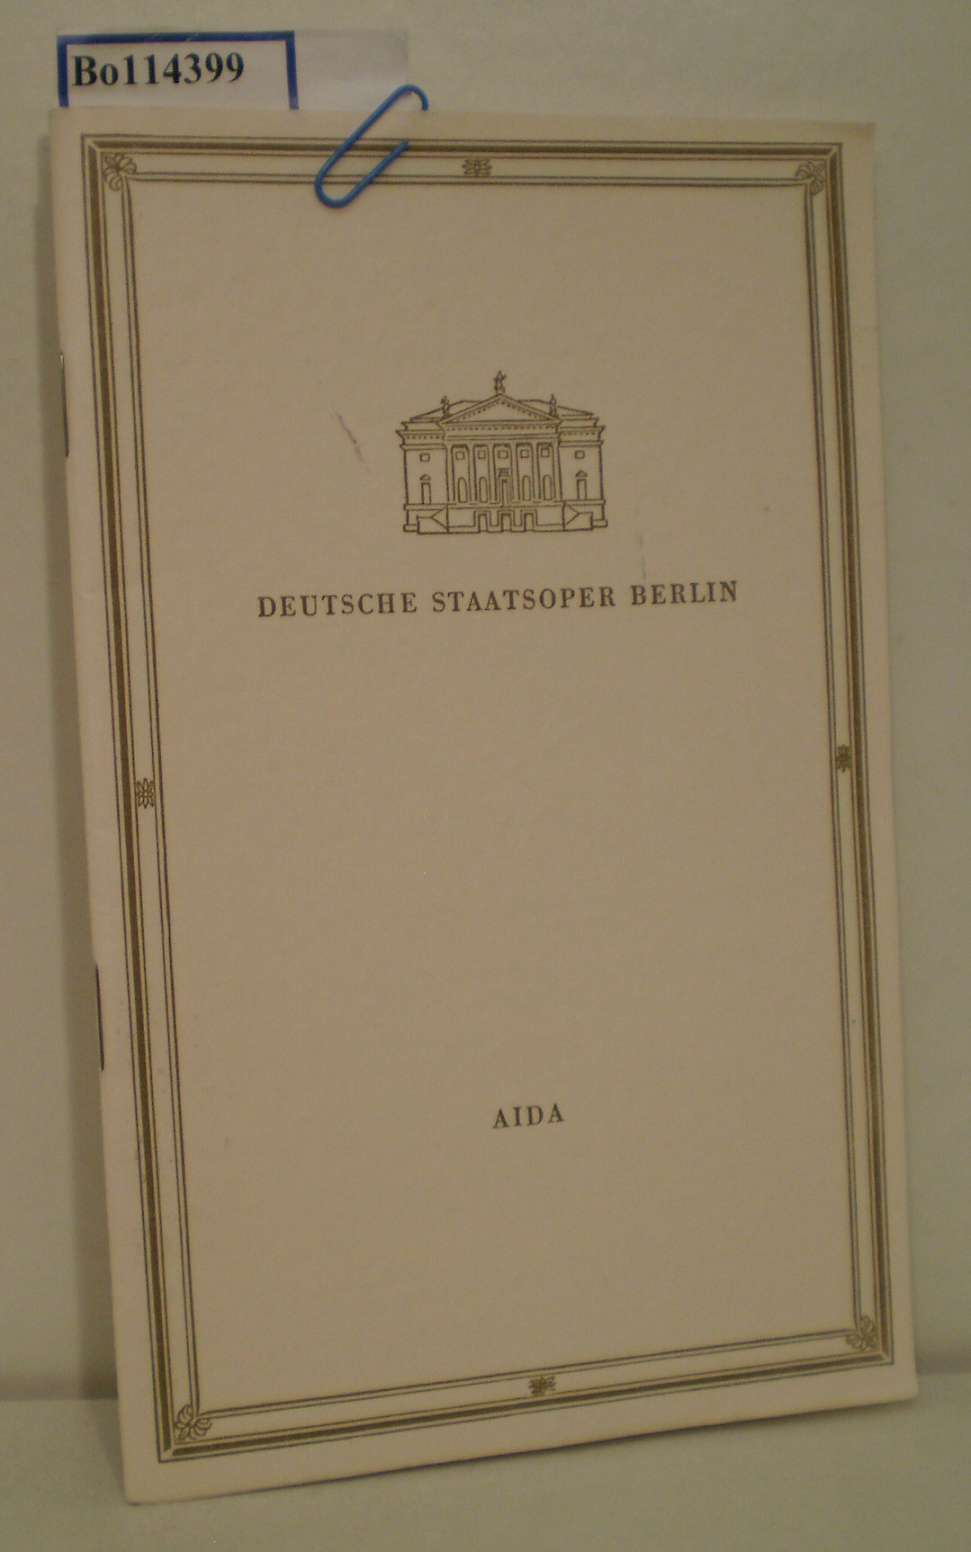 Bo114399
DEUTSCHE STAATSOPER BERLIN
AIDA